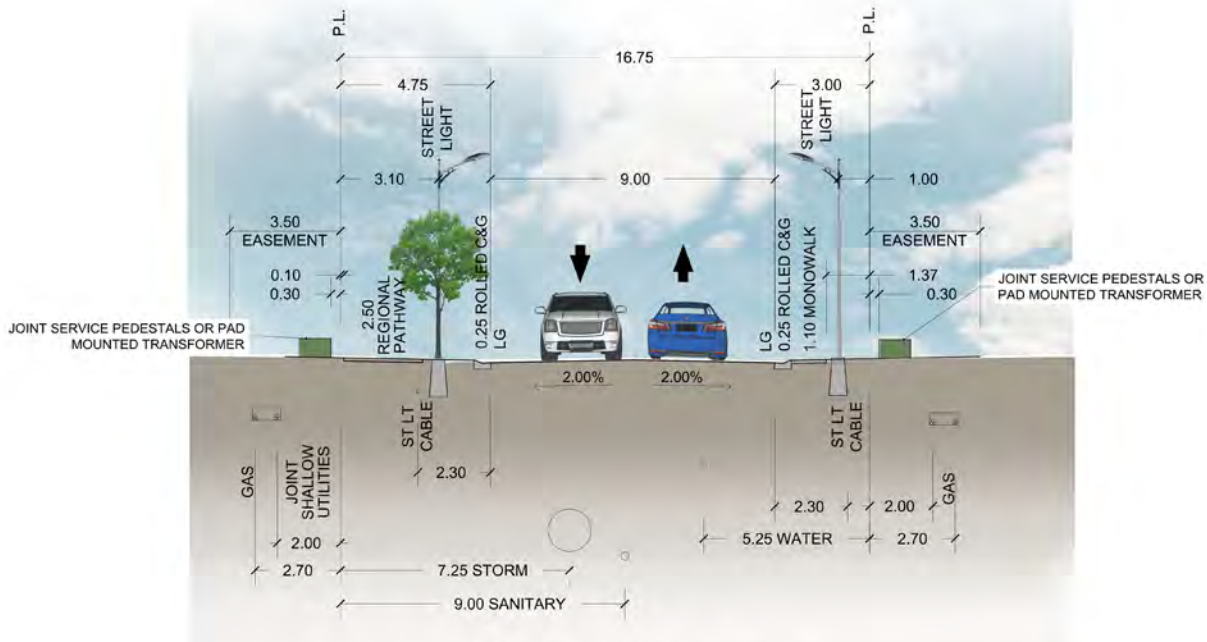 P.L.
P.L.
16.75
4.75
3.00
STREET
LIGHT
STREET
LIGHT
3.10
9.00
1.00
3.50
EASEMENT
3.50
EASEMENT
0.10
0.30
1.37
0.30
2.50
REGIONAL
PATHWAY
0.25 ROLLED C&G
LG
LG
0.25 ROLLED C&G
1.10 MONOWALK
JOINT SERVICE PEDESTALS OR PAD
MOUNTED TRANSFORMER
JOINT SERVICE PEDESTALS OR
PAD MOUNTED TRANSFORMER
2.00%
2.00%
ST LT
CABLE
ST LT
CABLE
GAS
JOINT
SHALLOW
UTILITIES
GAS
2.30
2.30
2.00
2.00
5.25 WATER
2.70
2.70
7.25 STORM
9.00 SANITARY